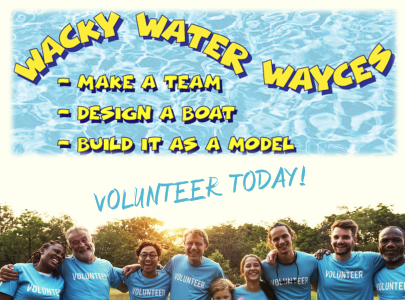 WACKY WATER WAYCES
- MAKE A TEAM
- DESIGN A BOAT
- BUILD IT AS A MODEL
VOLUNTEER TODAY!
VOLUNTEER
VOLUNTEER
VOLUNTEER
VOLUNTEER
VOLUNTEER
VOLUNTEER
VOLUNTEER